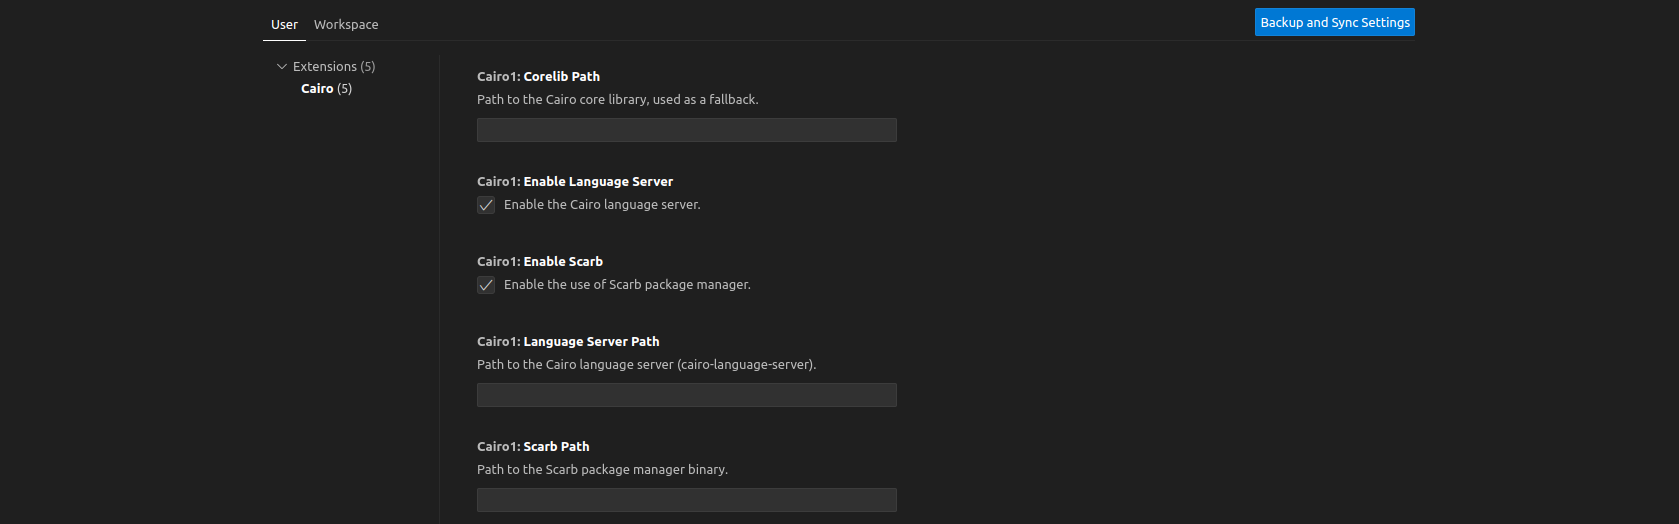 User Workspace
Backup and Sync Settings
Extensions (5)
Cairo (5)
Cairo1: Corelib Path
Path to the Cairo core library, used as a fallback.
Cairo1: Enable Language Server
Enable the Cairo language server.
Cairo1: Enable Scarb
Enable the use of Scarb package manager.
Cairo1: Language Server Path
Path to the Cairo language server (cairo-language-server).
Cairo1: Scarb Path
Path to the Scarb package manager binary.